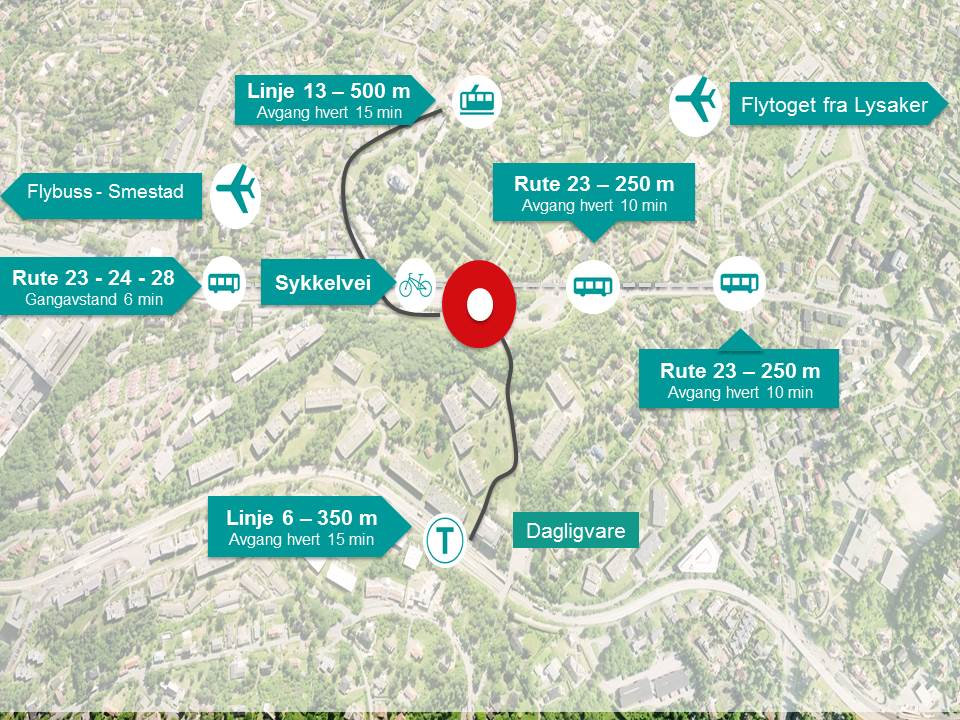 Linje 13 – 500 m
Avgang hvert 15 min
Flytoget fra Lysaker
Flybuss - Smestad
Rute 23 – 250 m
Avgang hvert 10 min
Rute 23 - 24 - 28
Gangavstand 6 min
Sykkelvei
Rute 23 – 250 m
Avgang hvert 10 min
Linje 6 – 350 m
Avgang hvert 15 min
T
Dagligvare